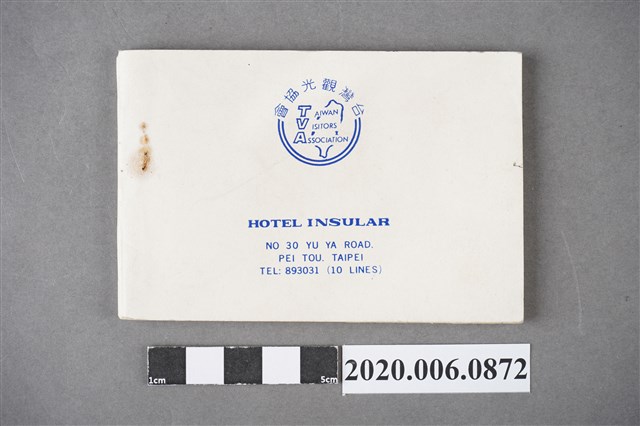 台灣觀光協會
TAIWAN
VISITORS
ASSOCIATION
HOTEL INSULAR
NO 30 YU YA ROAD.
PEI TOU. TAIPEI
TEL: 893031 (10 LINES)
1cm 5cm
2020.006.0872